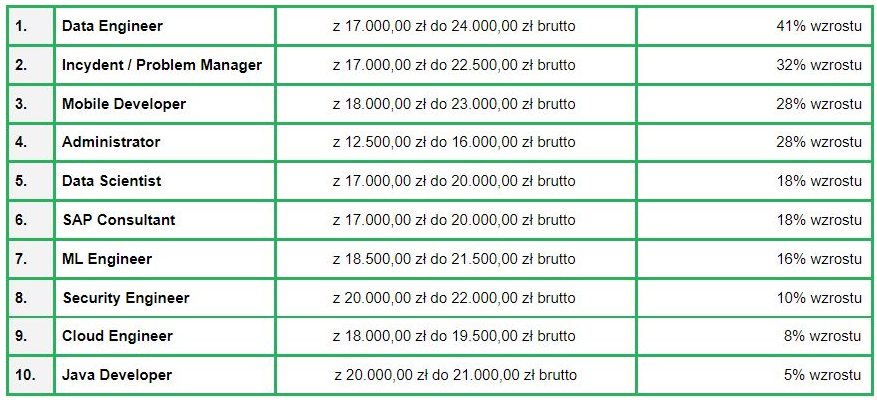 1. Data Engineer z 17.000,00 zł do 24.000,00 zł brutto 41% wzrostu
2. Incydent / Problem Manager z 17.000,00 zł do 22.500,00 zł brutto 32% wzrostu
3. Mobile Developer z 18.000,00 zł do 23.000,00 zł brutto 28% wzrostu
4. Administrator z 12.500,00 zł do 16.000,00 zł brutto 28% wzrostu
5. Data Scientist z 17.000,00 zł do 20.000,00 zł brutto 18% wzrostu
6. SAP Consultant z 17.000,00 zł do 20.000,00 zł brutto 18% wzrostu
7. ML Engineer z 18.500,00 zł do 21.500,00 zł brutto 16% wzrostu
8. Security Engineer z 20.000,00 zł do 22.000,00 zł brutto 10% wzrostu
9. Cloud Engineer z 18.000,00 zł do 19.500,00 zł brutto 8% wzrostu
10. Java Developer z 20.000,00 zł do 21.000,00 zł brutto 5% wzrostu